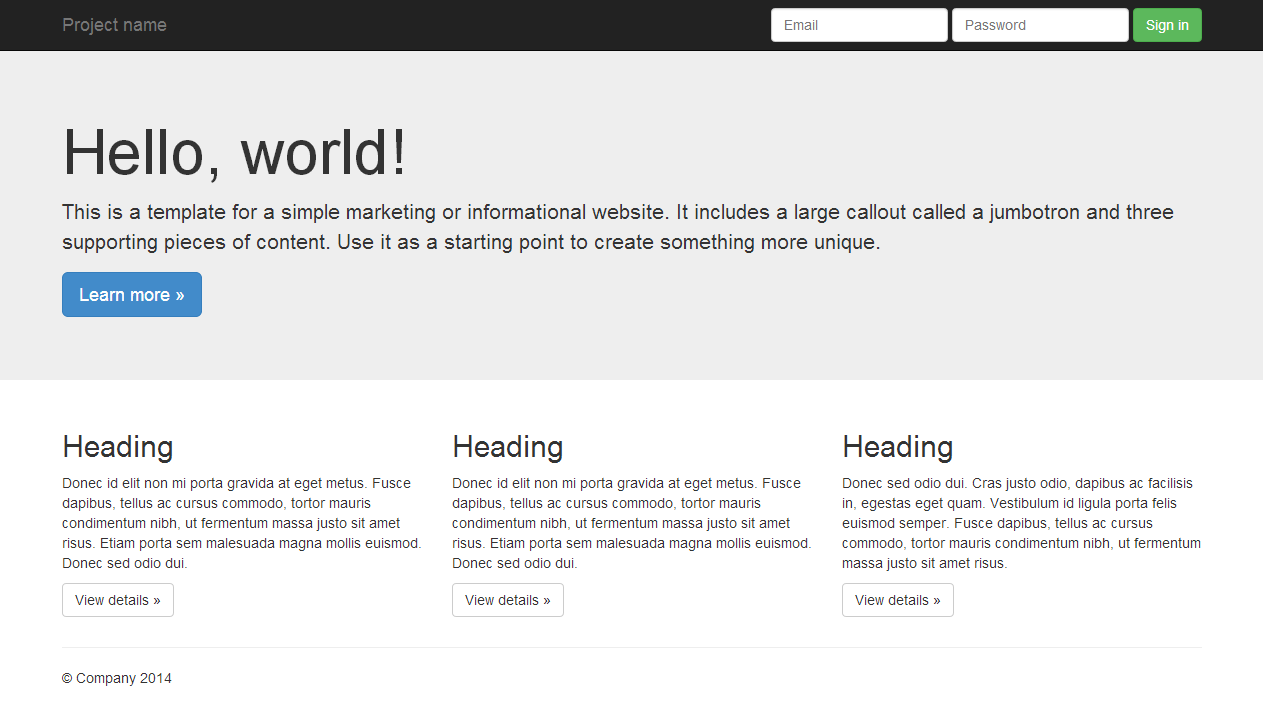 Project name
Email
Password
Sign in
Hello, world!
This is a template for a simple marketing or informational website. It includes a large callout called a jumbotron and three
supporting pieces of content. Use it as a starting point to create something more unique.
Learn more »
Heading
Donec id elit non mi porta gravida at eget metus. Fusce
dapibus, tellus ac cursus commodo, tortor mauris
condimentum nibh, ut fermentum massa justo sit amet
risus. Etiam porta sem malesuada magna mollis euismod.
Donec sed odio dui.
View details »
Heading
Donec id elit non mi porta gravida at eget metus. Fusce
dapibus, tellus ac cursus commodo, tortor mauris
condimentum nibh, ut fermentum massa justo sit amet
risus. Etiam porta sem malesuada magna mollis euismod.
Donec sed odio dui.
View details »
Heading
Donec sed odio dui. Cras justo odio, dapibus ac facilisis
in, egestas eget quam. Vestibulum id ligula porta felis
euismod semper. Fusce dapibus, tellus ac cursus
commodo, tortor mauris condimentum nibh, ut fermentum
massa justo sit amet risus.
View details »
© Company 2014